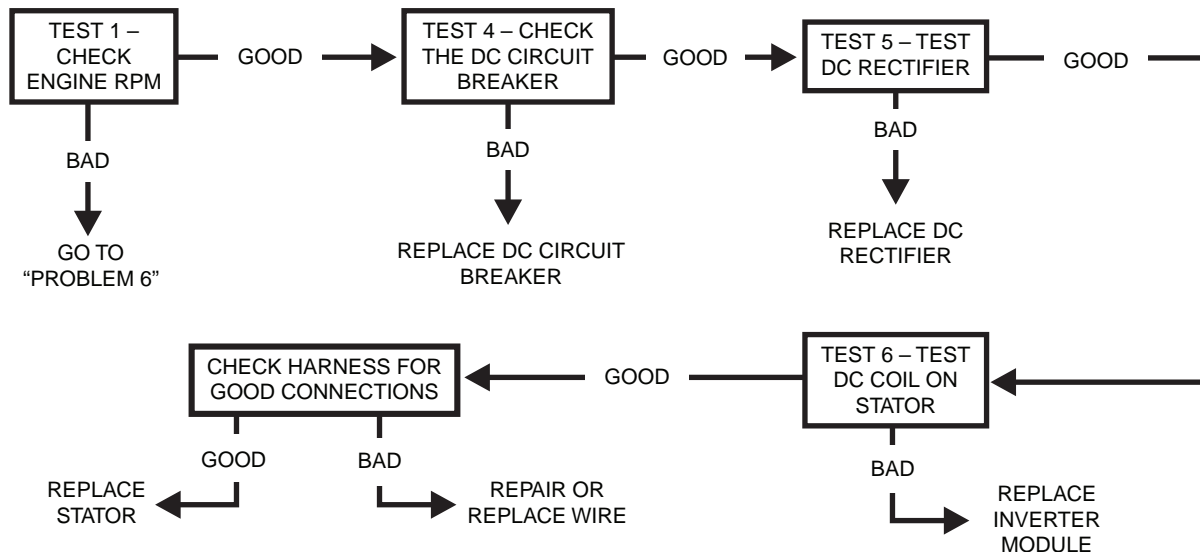 TEST 1 –
CHECK
ENGINE RPM
GOOD
TEST 4 – CHECK
THE DC CIRCUIT
BREAKER
GOOD
TEST 5 – TEST
DC RECTIFIER
GOOD
BAD
GO TO
“PROBLEM 6”
BAD
REPLACE DC CIRCUIT
BREAKER
BAD
REPLACE DC
RECTIFIER
TEST 6 – TEST
DC COIL ON
STATOR
GOOD
CHECK HARNESS FOR
GOOD CONNECTIONS
GOOD
REPLACE
STATOR
BAD
REPAIR OR
REPLACE WIRE
BAD
REPLACE
INVERTER
MODULE